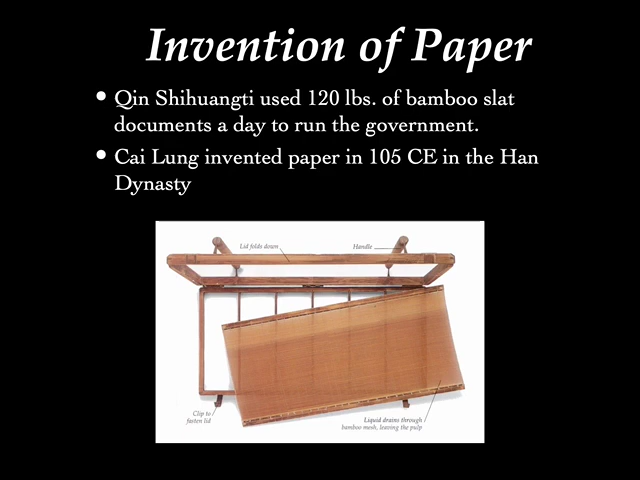 Invention of Paper
• Qin Shihuangti used 120 lbs. of bamboo slat
documents a day to run the government.
• Cai Lung invented paper in 105 CE in the Han
Dynasty
Lid folds down
Handle
Clip to
fasten lid
Liquid drains through
bamboo mesh, leaving the pulp